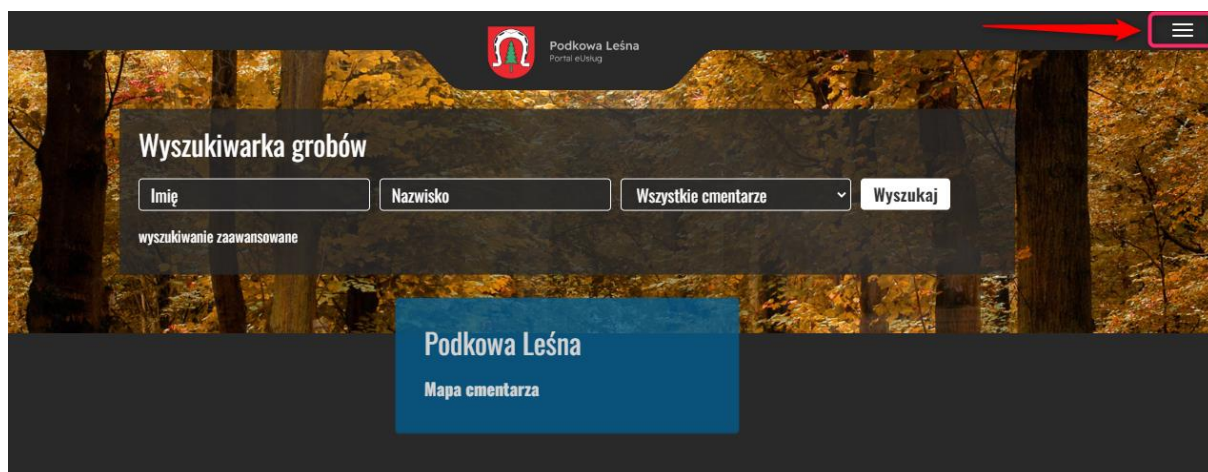 Podkowa Leśna
Portal eUsług
Wyszukiwarka grobów
Imię
Nazwisko
Wszystkie cmentarze
Wyszukaj
wyszukiwanie zaawansowane
Podkowa Leśna
Mapa cmentarza